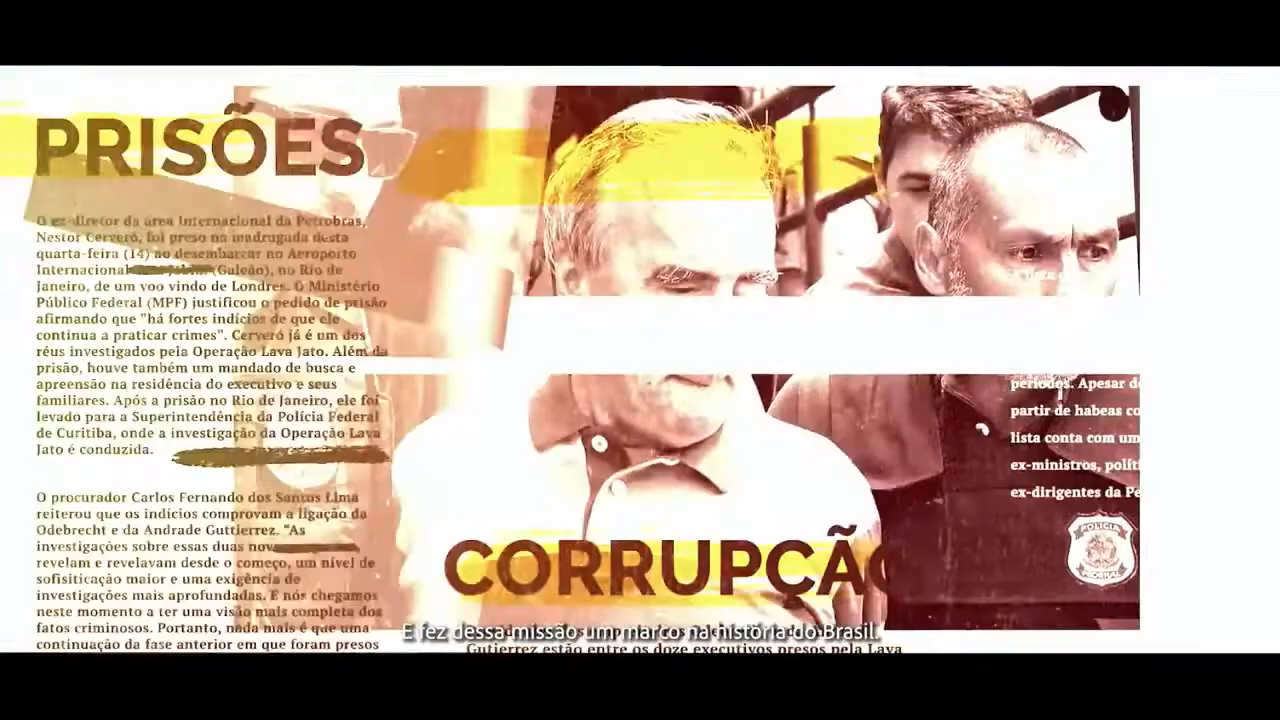 PRISÕES
O ex-diretor da área Internacional da Petrobras,
Nestor Cerveró, foi preso na madrugada desta
quarta-feira (14) ao desembarcar no Aeroporto
Internacional (Galeão), no Rio de
Janeiro, de um voo vindo de Londres. O Ministério
Público Federal (MPF) justificou o pedido de prisão
afirmando que "há fortes indícios de que ele
continua a praticar crimes". Cerveró já é um dos
réus investigados pela Operação Lava Jato. Além da
prisão, houve também um mandado de busca e
apreensão na residência do executivo e seus
familiares. Após a prisão no Rio de Janeiro, ele foi
levado para a Superintendência da Polícia Federal
de Curitiba, onde a investigação da Operação Lava
Jato é conduzida.
O procurador Carlos Fernando dos Santos Lima
reiterou que os indícios comprovam a ligação da
Odebrecht e da Andrade Guttierrez. “As
investigações sobre essas duas nov
revelam e revelavam desde o começo, um nível de
sofisiticação maior e uma exigência de
investigações mais aprofundadas. E nós chegamos
neste momento a ter uma visão mais completa dos
fatos criminosos. Portanto, nada mais é que uma
continuação da fase anterior em que foram presos
períodos. Apesar de
partir de habeas co
lista conta com um
ex-ministros, políti
ex-dirigentes da Pe
POLÍCIA
FEDERAL
CORRUPÇÃO
E fez dessa missão um marco na história do Brasil.
Gutierrez estão entre os doze executivos presos pela Lava